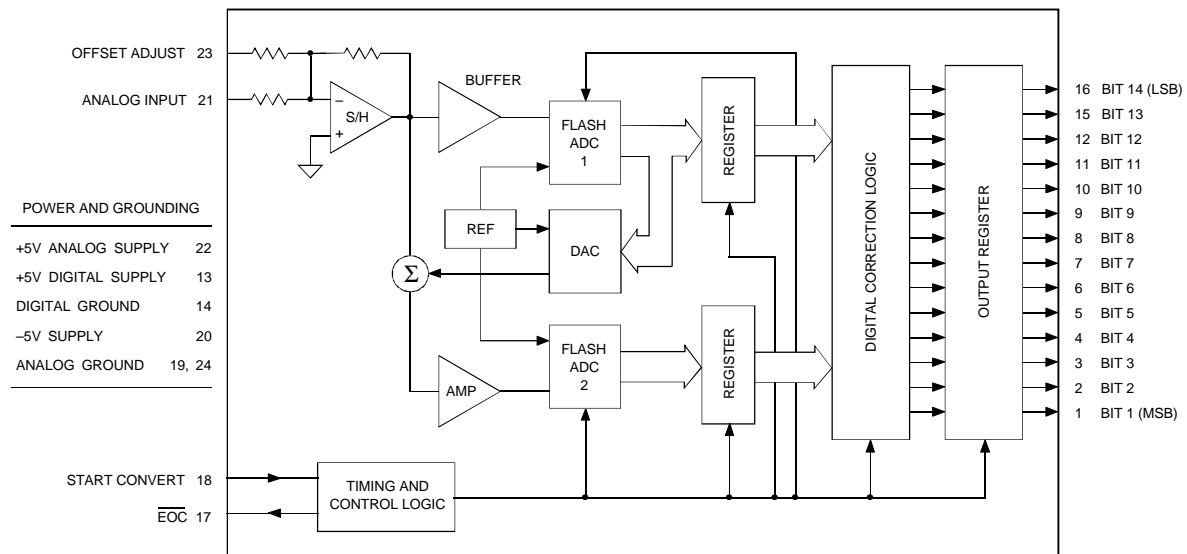 OFFSET ADJUST 23
ANALOG INPUT 21
POWER AND GROUNDING
+5V ANALOG SUPPLY 22
+5V DIGITAL SUPPLY 13
DIGITAL GROUND 14
–5V SUPPLY 20
ANALOG GROUND 19, 24
START CONVERT 18
EOC 17
–
S/H
+
BUFFER
FLASH
ADC
1
REF
DAC
Σ
AMP
FLASH
ADC
2
TIMING AND
CONTROL LOGIC
REGISTER
REGISTER
DIGITAL CORRECTION LOGIC
OUTPUT REGISTER
16 BIT 14 (LSB)
15 BIT 13
12 BIT 12
11 BIT 11
10 BIT 10
9 BIT 9
8 BIT 8
7 BIT 7
6 BIT 6
5 BIT 5
4 BIT 4
3 BIT 3
2 BIT 2
1 BIT 1 (MSB)